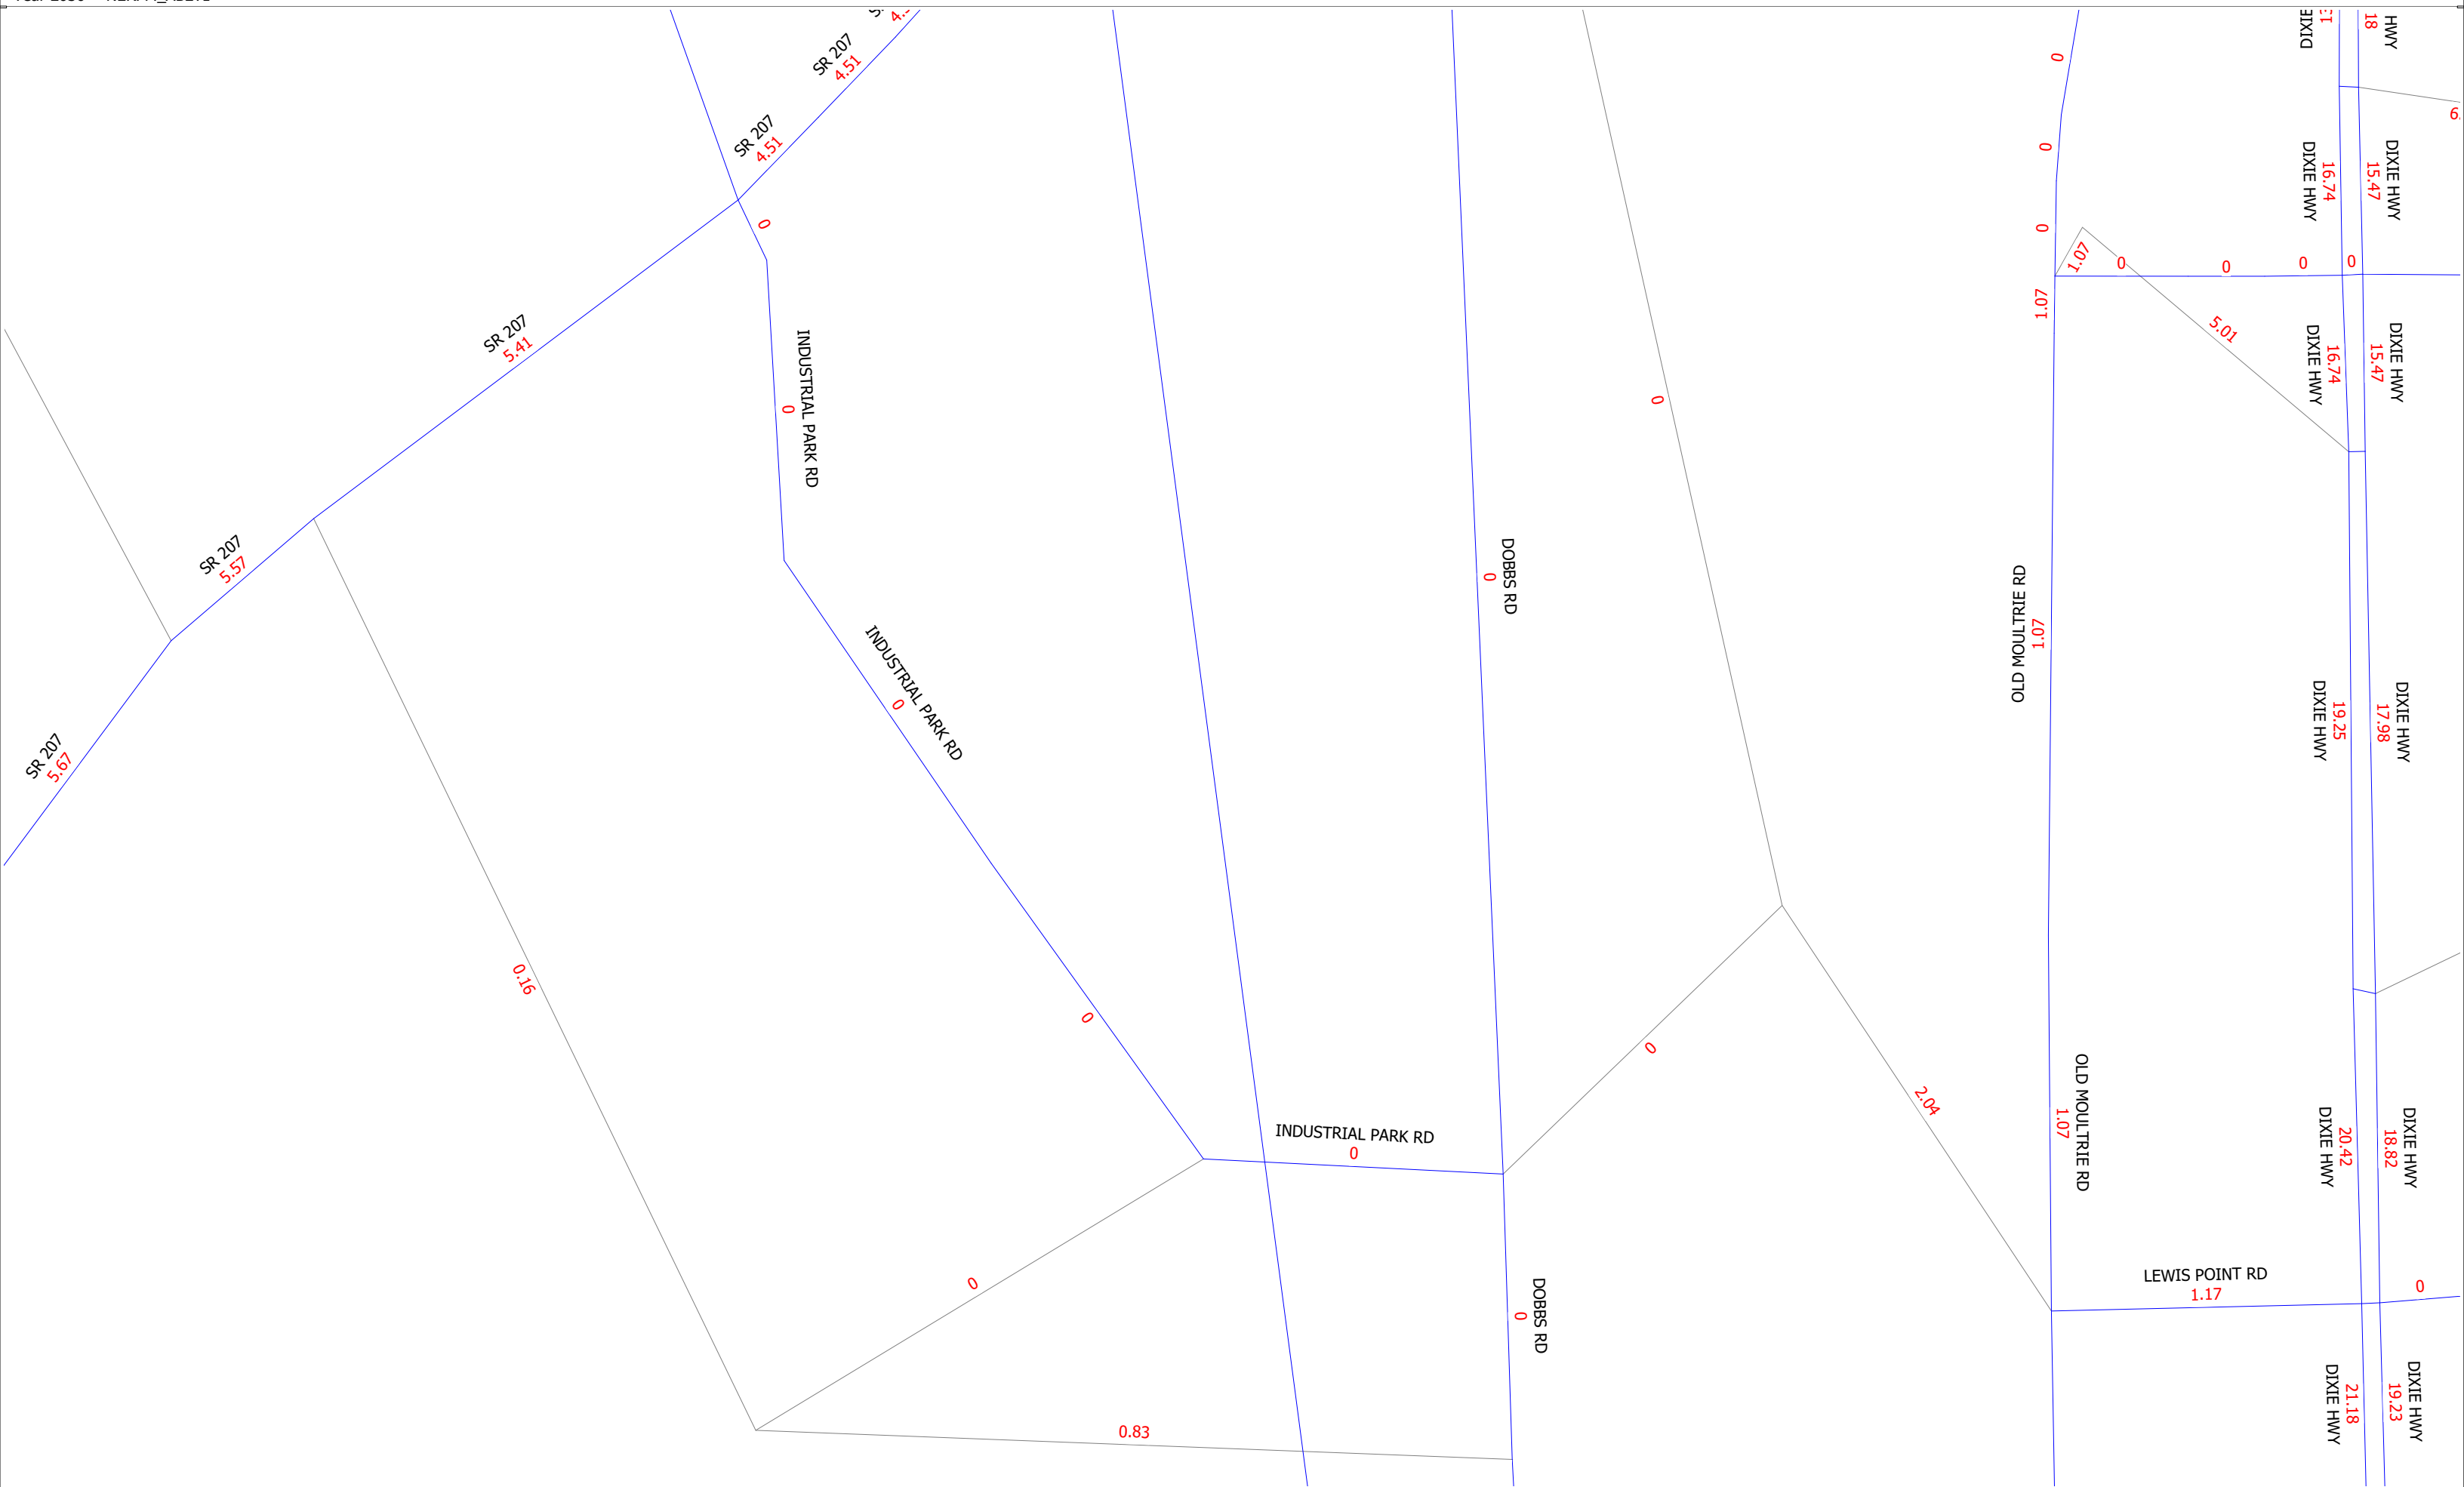 SR 207
4.51
SR 207
4.51
0
SR 207
5.41
SR 207
5.57
SR 207
5.67
INDUSTRIAL PARK RD
0
INDUSTRIAL PARK RD
0
0
0.16
INDUSTRIAL PARK RD
0
0
0.83
DOBBS RD
0
DOBBS RD
0
0
0
2.04
0
0
0
1.07
1.07
0
0
0
0
5.01
OLD MOULTRIE RD
1.07
OLD MOULTRIE RD
1.07
LEWIS POINT RD
1.17
0
DIXIE
18
HWY
DIXIE HWY
16.74
15.47
DIXIE HWY
DIXIE HWY
16.74
15.47
DIXIE HWY
DIXIE HWY
19.25
17.98
DIXIE HWY
DIXIE HWY
20.42
18.82
DIXIE HWY
DIXIE HWY
21.18
19.23
DIXIE HWY